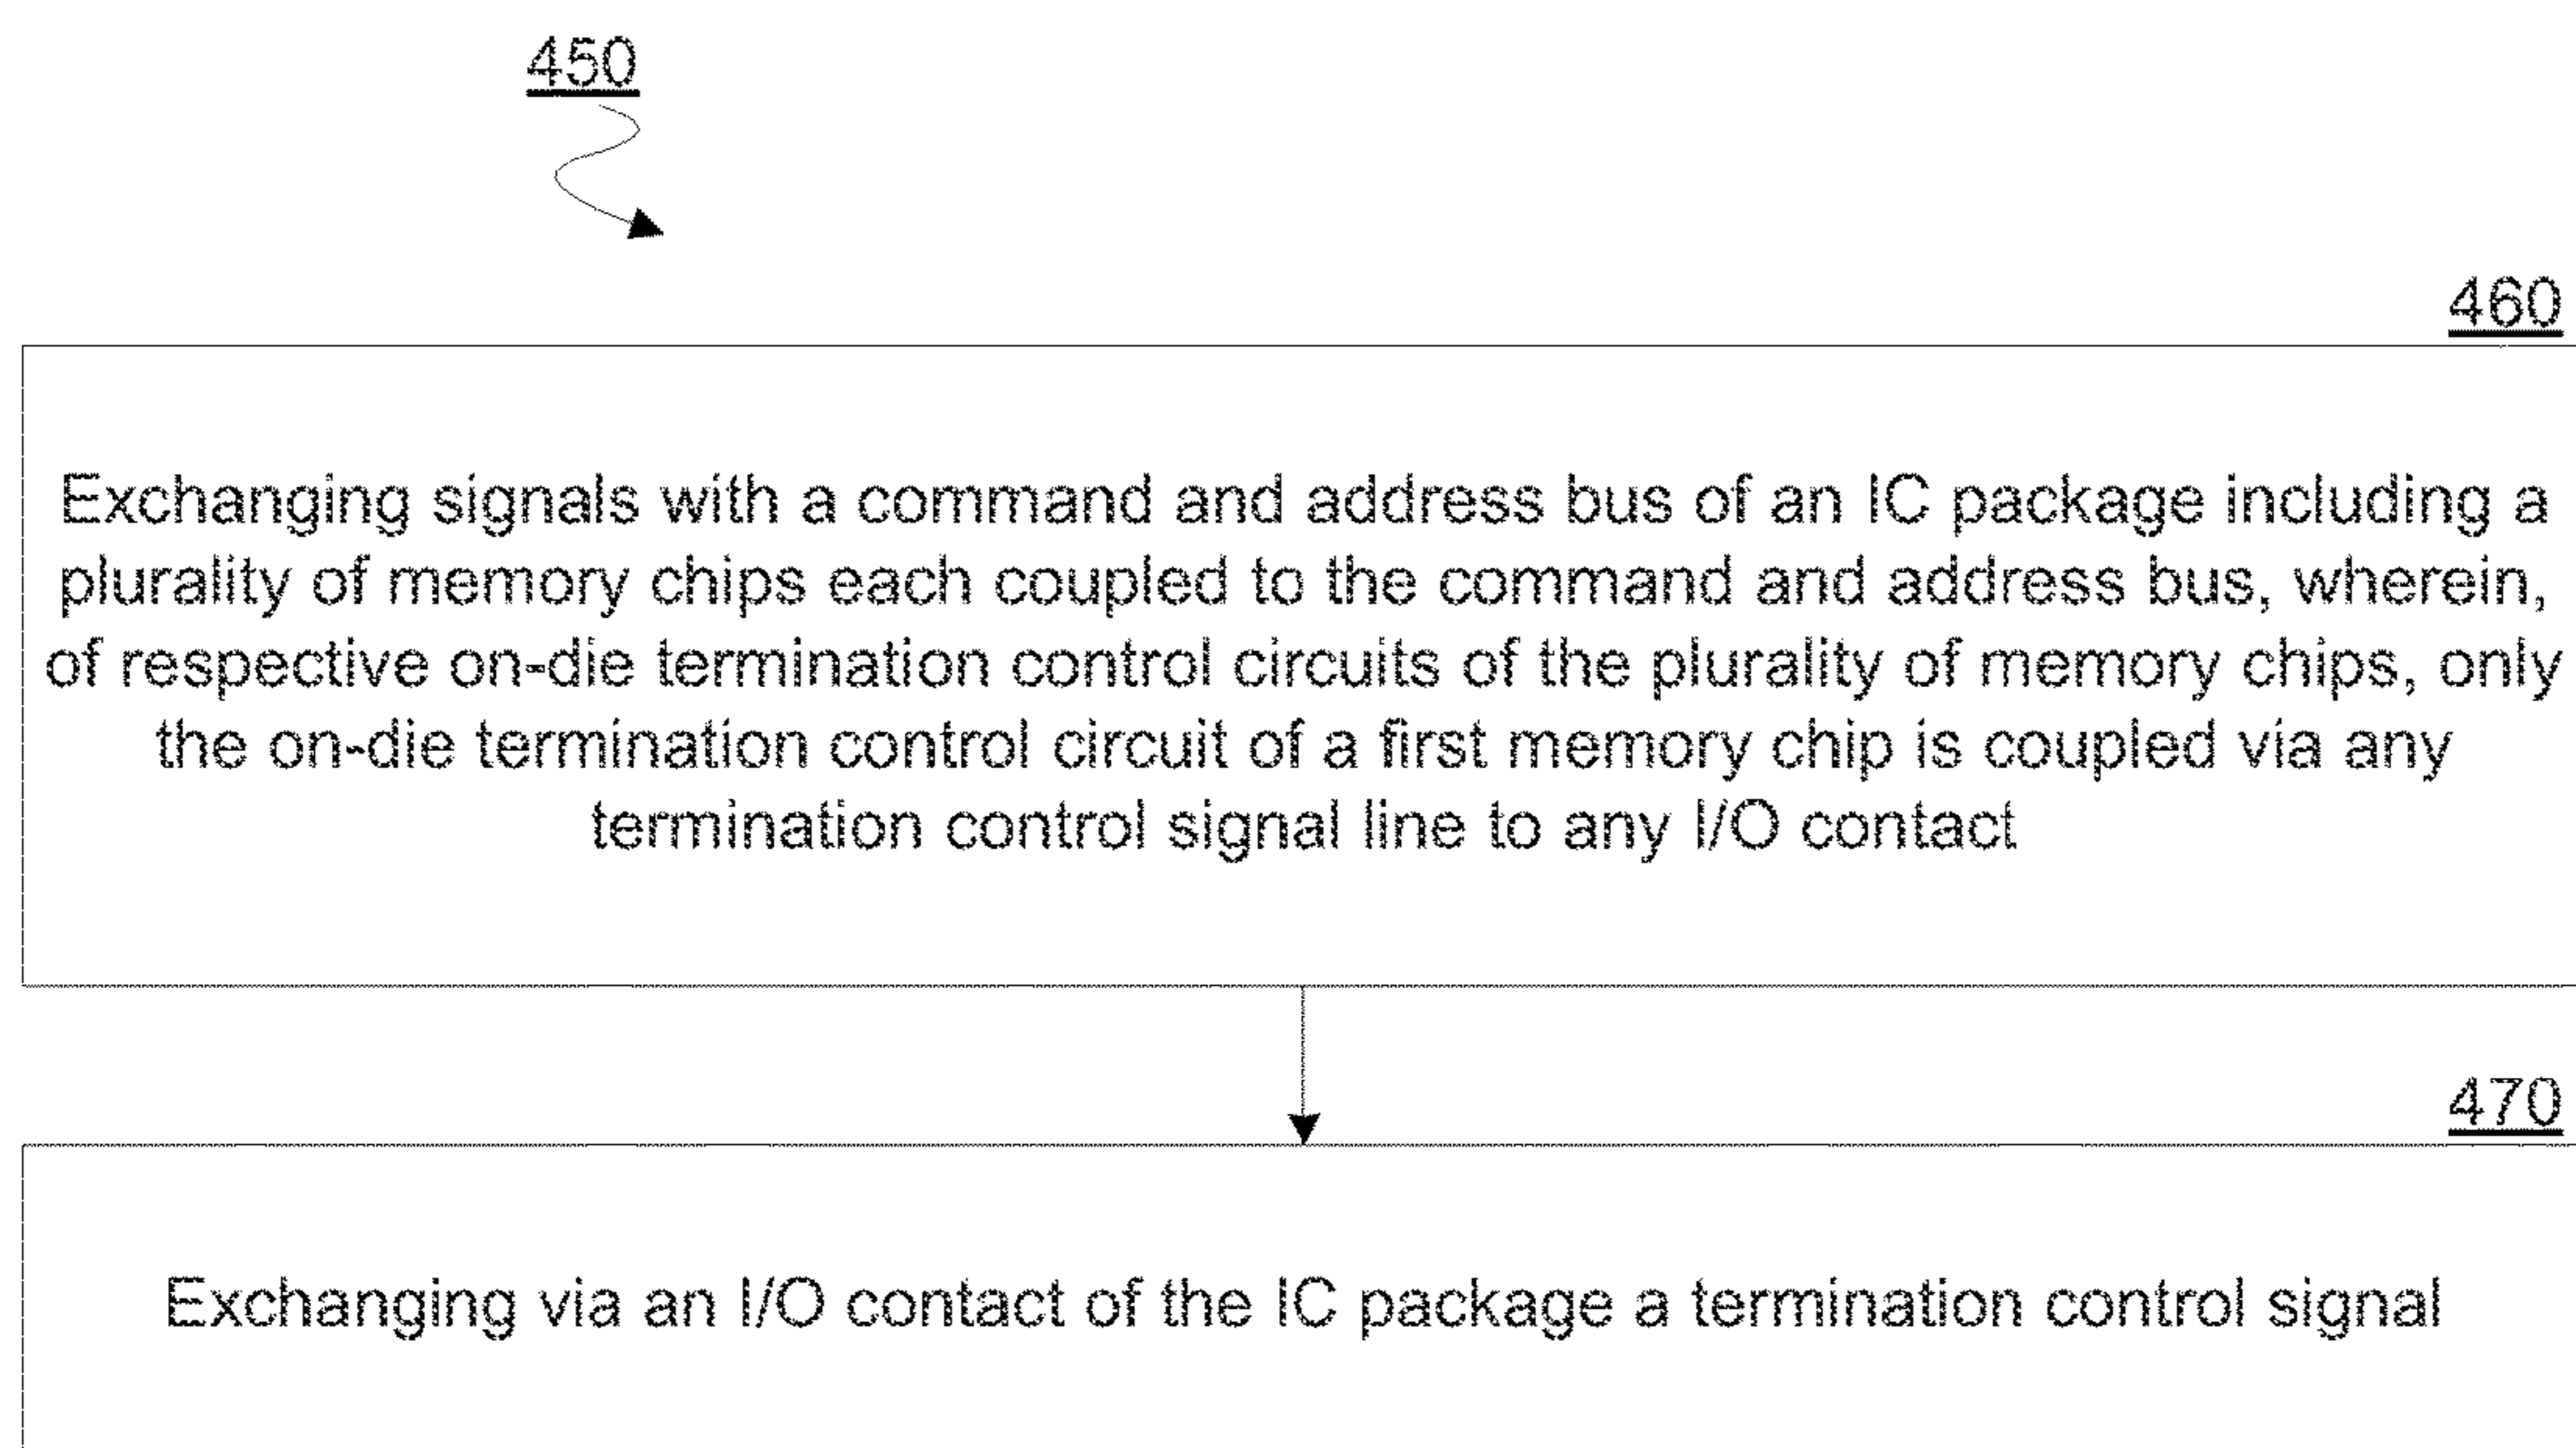 450
460
Exchanging signals with a command and address bus of an IC package including a
plurality of memory chips each coupled to the command and address bus, wherein,
of respective on-die termination control circuits of the plurality of memory chips, only
the on-die termination control circuit of a first memory chip is coupled via any
termination control signal line to any I/O contact
470
Exchanging via an I/O contact of the IC package a termination control signal